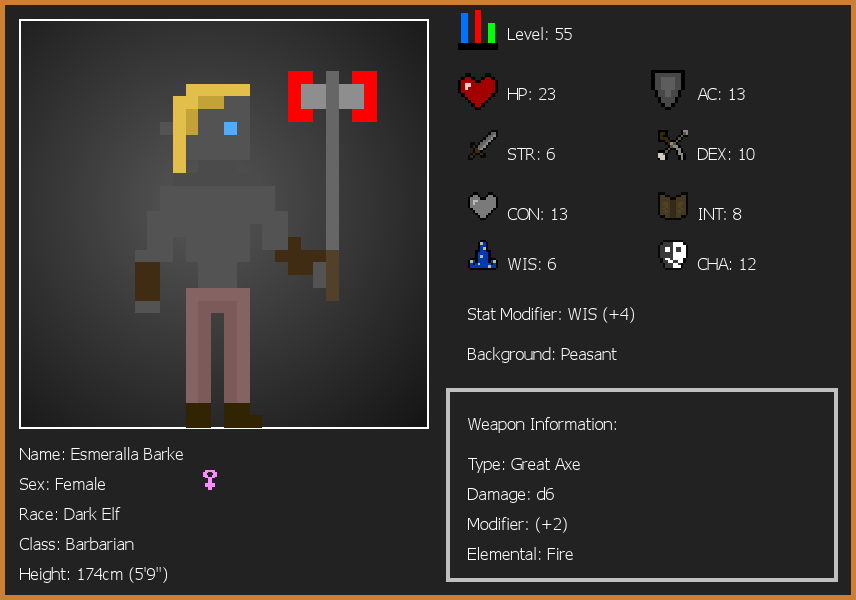 Level: 55
HP: 23
AC: 13
STR: 6
DEX: 10
CON: 13
INT: 8
WIS: 6
CHA: 12
Stat Modifier: WIS (+4)
Background: Peasant
Weapon Information:
Type: Great Axe
Damage: d6
Modifier: (+2)
Elemental: Fire
Name: Esmeralla Barke
Sex: Female
Race: Dark Elf
Class: Barbarian
Height: 174cm (5'9")